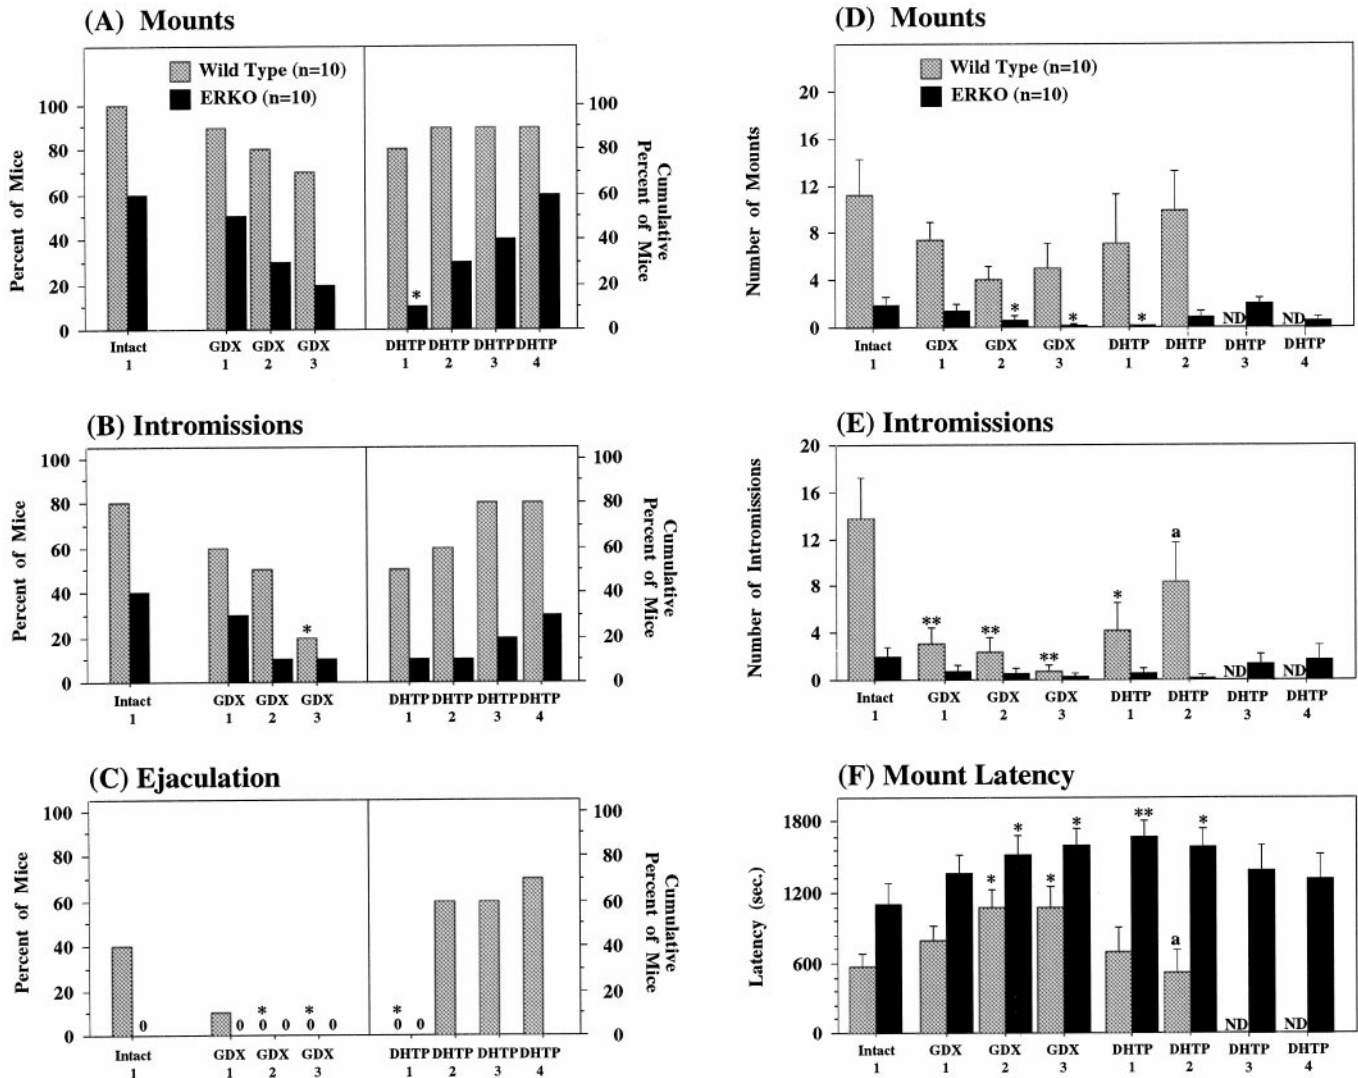 (A) Mounts
Wild Type (n=10)
ERKO (n=10)
Percent of Mice
100
80
60
40
20
0
100
80
60
40
20
0
Cumulative
Percent of Mice
*
Intact GDX GDX GDX DHTP DHTP DHTP DHTP
1 1 2 3 1 2 3 4
(B) Intromissions
Percent of Mice
100
80
60
40
20
0
100
80
60
40
20
0
Cumulative
Percent of Mice
*
Intact GDX GDX GDX DHTP DHTP DHTP DHTP
1 1 2 3 1 2 3 4
(C) Ejaculation
Percent of Mice
100
80
60
40
20
0
100
80
60
40
20
0
Cumulative
Percent of Mice
* * *
0 0 0 0 0 0 0 0
Intact GDX GDX GDX DHTP DHTP DHTP DHTP
1 1 2 3 1 2 3 4
(D) Mounts
Wild Type (n=10)
ERKO (n=10)
Number of Mounts
20
16
12
8
4
0
* * * ND ND
Intact GDX GDX GDX DHTP DHTP DHTP DHTP
1 1 2 3 1 2 3 4
(E) Intromissions
Number of Intromissions
20
16
12
8
4
0
** ** ** * a ND ND
Intact GDX GDX GDX DHTP DHTP DHTP DHTP
1 1 2 3 1 2 3 4
(F) Mount Latency
Latency (sec.)
1800
1200
600
0
* * * * ** a * ND ND
Intact GDX GDX GDX DHTP DHTP DHTP DHTP
1 1 2 3 1 2 3 4